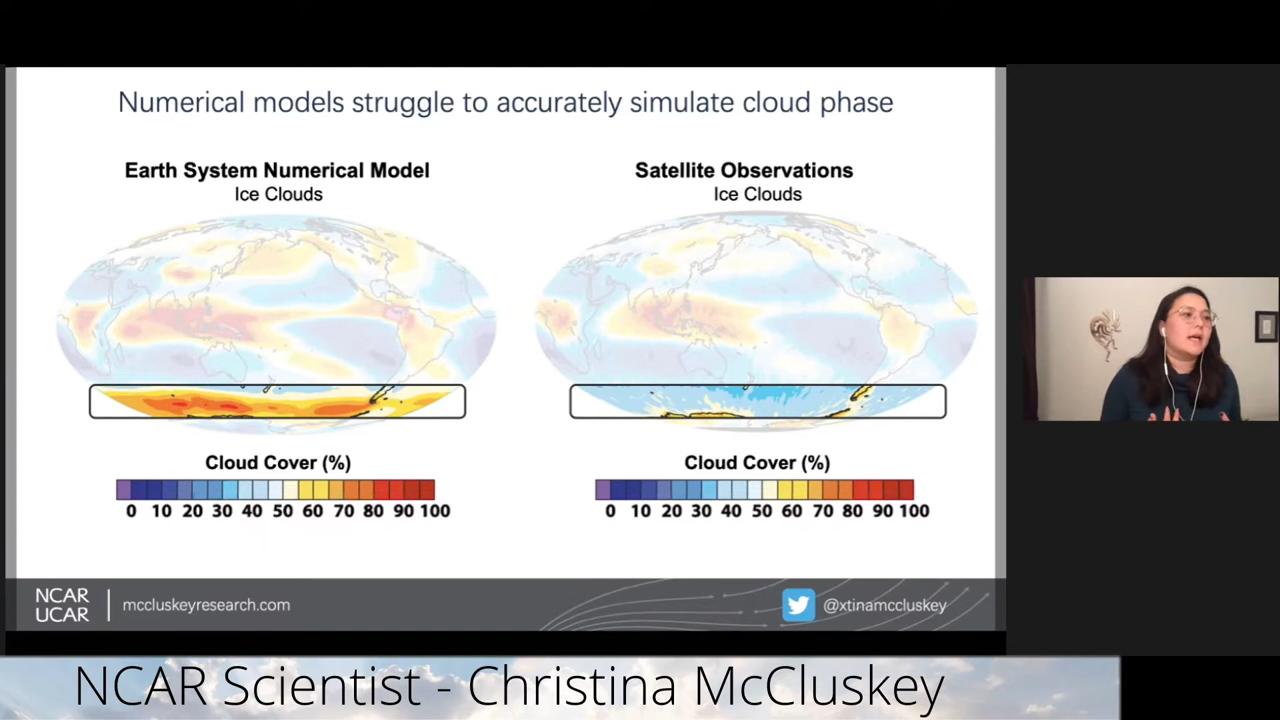 Numerical models struggle to accurately simulate cloud phase
Earth System Numerical Model
Ice Clouds
Satellite Observations
Ice Clouds
Cloud Cover (%)
0 10 20 30 40 50 60 70 80 90 100
Cloud Cover (%)
0 10 20 30 40 50 60 70 80 90 100
NCAR
UCAR
mccluskeyresearch.com
@xtinamccluskey
NCAR Scientist - Christina McCluskey